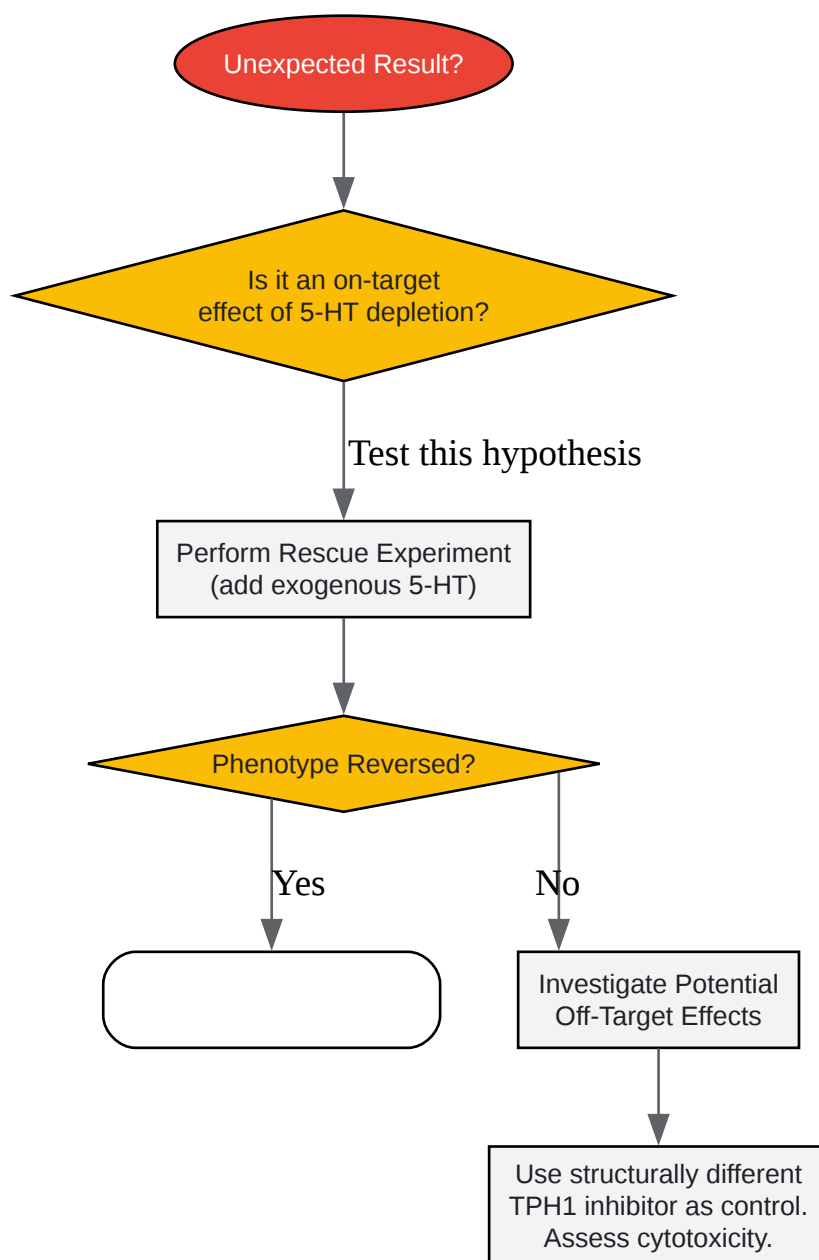 Unexpected Result?
Is it an on-target
effect of 5-HT depletion?
Test this hypothesis
Perform Rescue Experiment
(add exogenous 5-HT)
Phenotype Reversed?
Yes
No
Investigate Potential
Off-Target Effects
Use structurally different
TPH1 inhibitor as control.
Assess cytotoxicity.